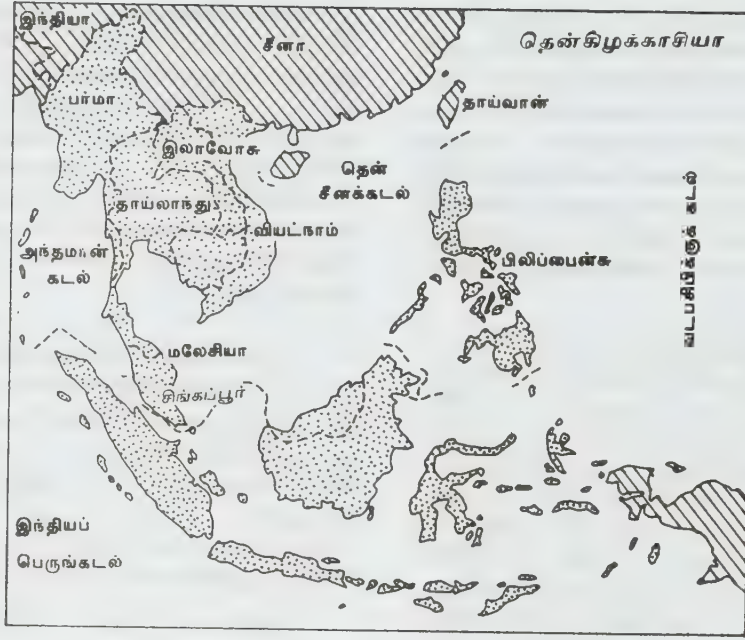 இந்தியா
சீனா
தென்கிழக்காசியா
பர்மா
தாய்வான்
இலாவோசு
தென்
சீனக்கடல்
தாய்லாந்து
வியட்நாம்
அந்தமான்
கடல்
பிலிப்பைன்சு
வடபசிபிக்குக் கடல்
மலேசியா
சிங்கப்பூர்
இந்தியப்
பெருங்கடல்